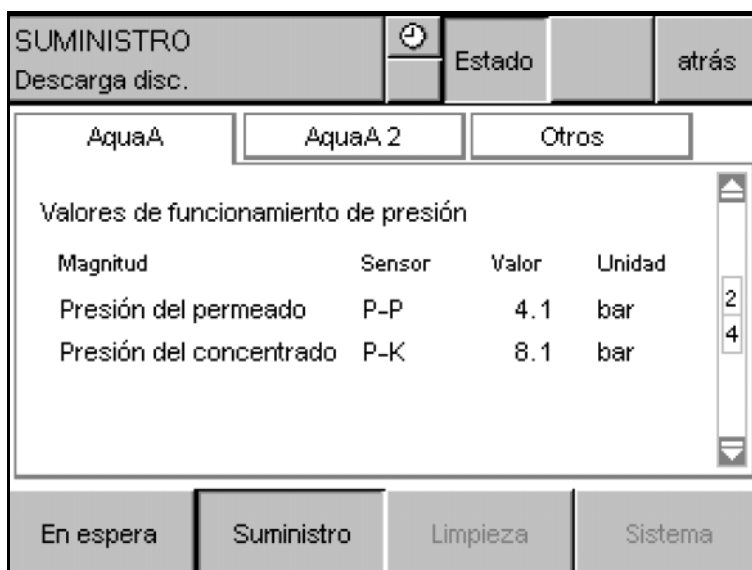 SUMINISTRO
Descarga disc.
Estado
atrás
AquaA
AquaA 2
Otros
Valores de funcionamiento de presión
Magnitud Sensor Valor Unidad
Presión del permeado P-P 4.1 bar
Presión del concentrado P-K 8.1 bar
2
4
En espera
Suministro
Limpieza
Sistema